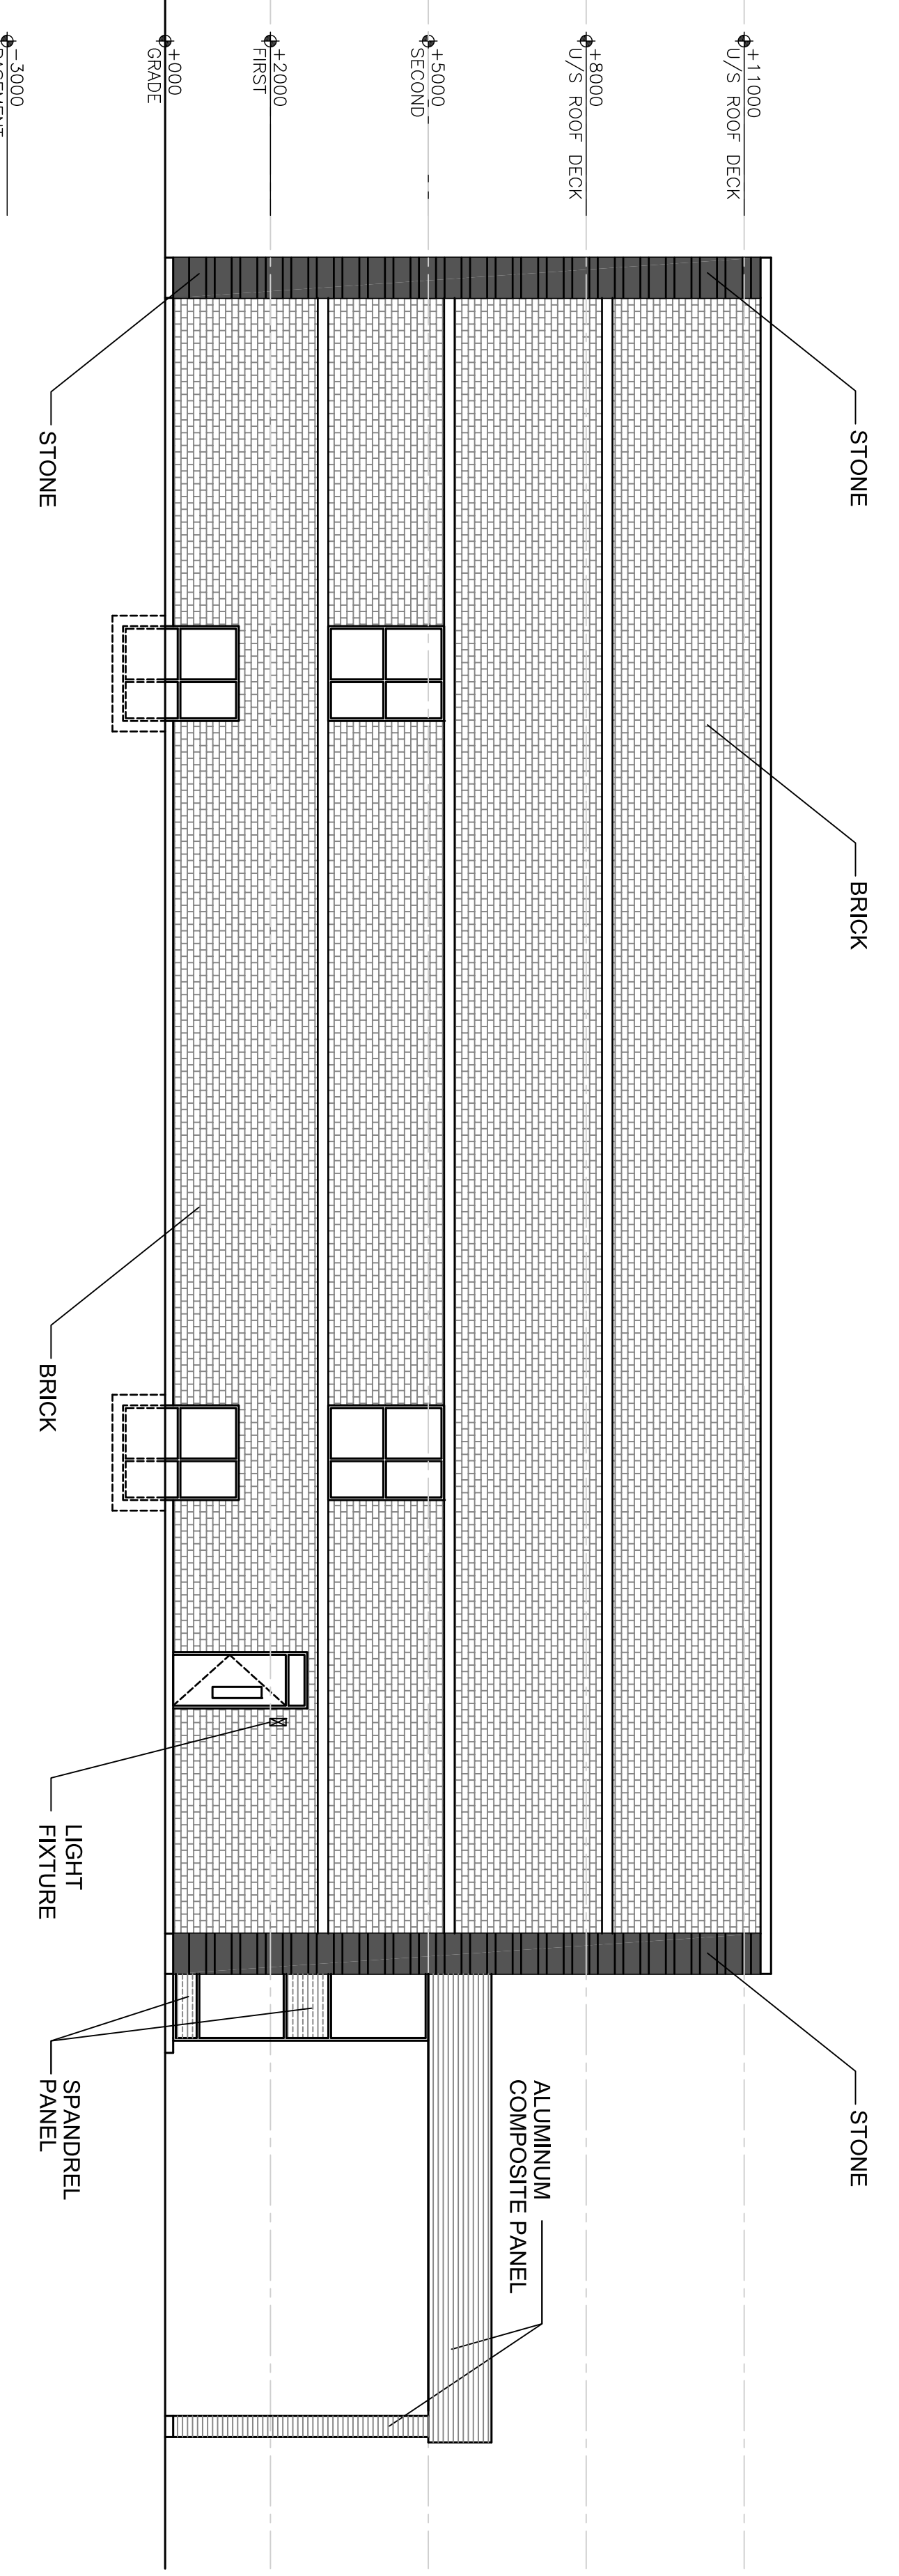 +11000
U/S ROOF DECK
+8000
U/S ROOF DECK
+5000
SECOND
+2000
FIRST
+000
GRADE
-3000
BASEMENT
STONE
BRICK
STONE
ALUMINUM
COMPOSITE PANEL
STONE
BRICK
LIGHT
FIXTURE
SPANDREL
PANEL